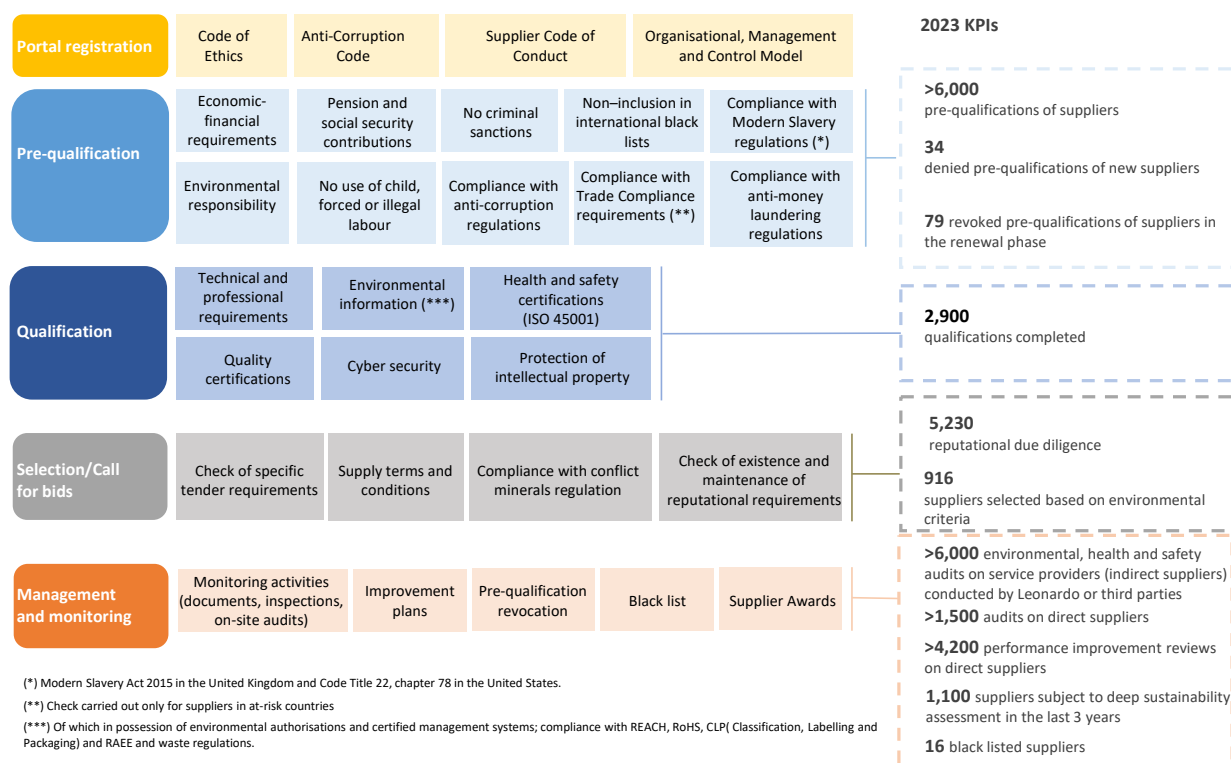 2023 KPIs
Portal registration
Code of
Ethics
Anti-Corruption
Code
Supplier Code of
Conduct
Organisational, Management
and Control Model
Pre-qualification
Economic-
financial
requirements
Pension and
social security
contributions
No criminal
sanctions
Non–inclusion in
international black
lists
Compliance with
Modern Slavery
regulations (*)
Environmental
responsibility
No use of child,
forced or illegal
labour
Compliance with
anti-corruption
regulations
Compliance with
Trade Compliance
requirements (**)
Compliance with
anti-money
laundering
regulations
>6,000
pre-qualifications of suppliers
34
denied pre-qualifications of new suppliers
79 revoked pre-qualifications of suppliers in
the renewal phase
Qualification
Technical and
professional
requirements
Environmental
information (***)
Health and safety
certifications
(ISO 45001)
Quality
certifications
Cyber security
Protection of
intellectual property
2,900
qualifications completed
Selection/Call
for bids
Check of specific
tender requirements
Supply terms and
conditions
Compliance with conflict
minerals regulation
Check of existence and
maintenance of
reputational requirements
5,230
reputational due diligence
916
suppliers selected based on environmental
criteria
Management
and monitoring
Monitoring activities
(documents, inspections,
on-site audits)
Improvement
plans
Pre-qualification
revocation
Black list
Supplier Awards
>6,000 environmental, health and safety
audits on service providers (indirect suppliers)
conducted by Leonardo or third parties
>1,500 audits on direct suppliers
>4,200 performance improvement reviews
on direct suppliers
1,100 suppliers subject to deep sustainability
assessment in the last 3 years
16 black listed suppliers
(*) Modern Slavery Act 2015 in the United Kingdom and Code Title 22, chapter 78 in the United States.
(**) Check carried out only for suppliers in at-risk countries
(***) Of which in possession of environmental authorisations and certified management systems; compliance with REACH, RoHS, CLP( Classification, Labelling and
Packaging) and RAEE and waste regulations.